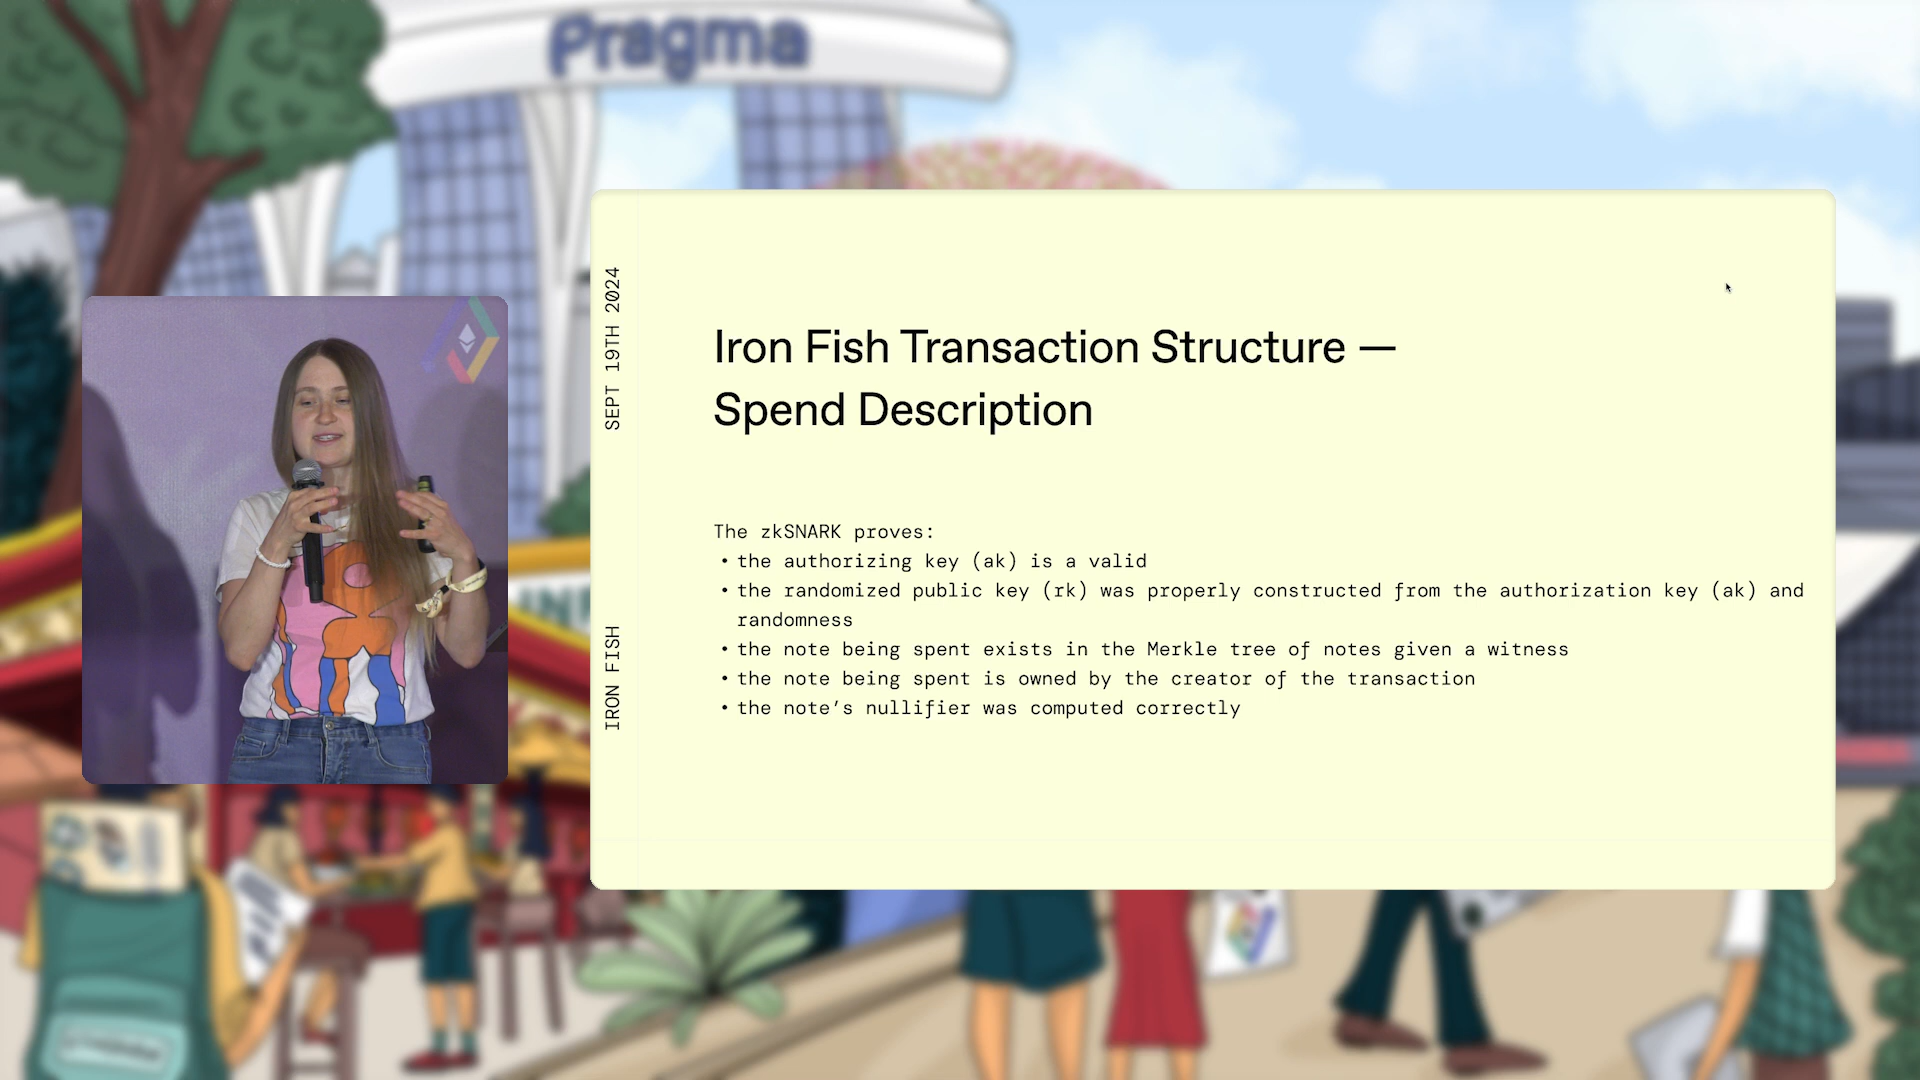 Pragma
SEPT 19TH 2024
IRON FISH
Iron Fish Transaction Structure —
Spend Description
The zkSNARK proves:
• the authorizing key (ak) is a valid
• the randomized public key (rk) was properly constructed from the authorization key (ak) and
randomness
• the note being spent exists in the Merkle tree of notes given a witness
• the note being spent is owned by the creator of the transaction
• the note’s nullifier was computed correctly